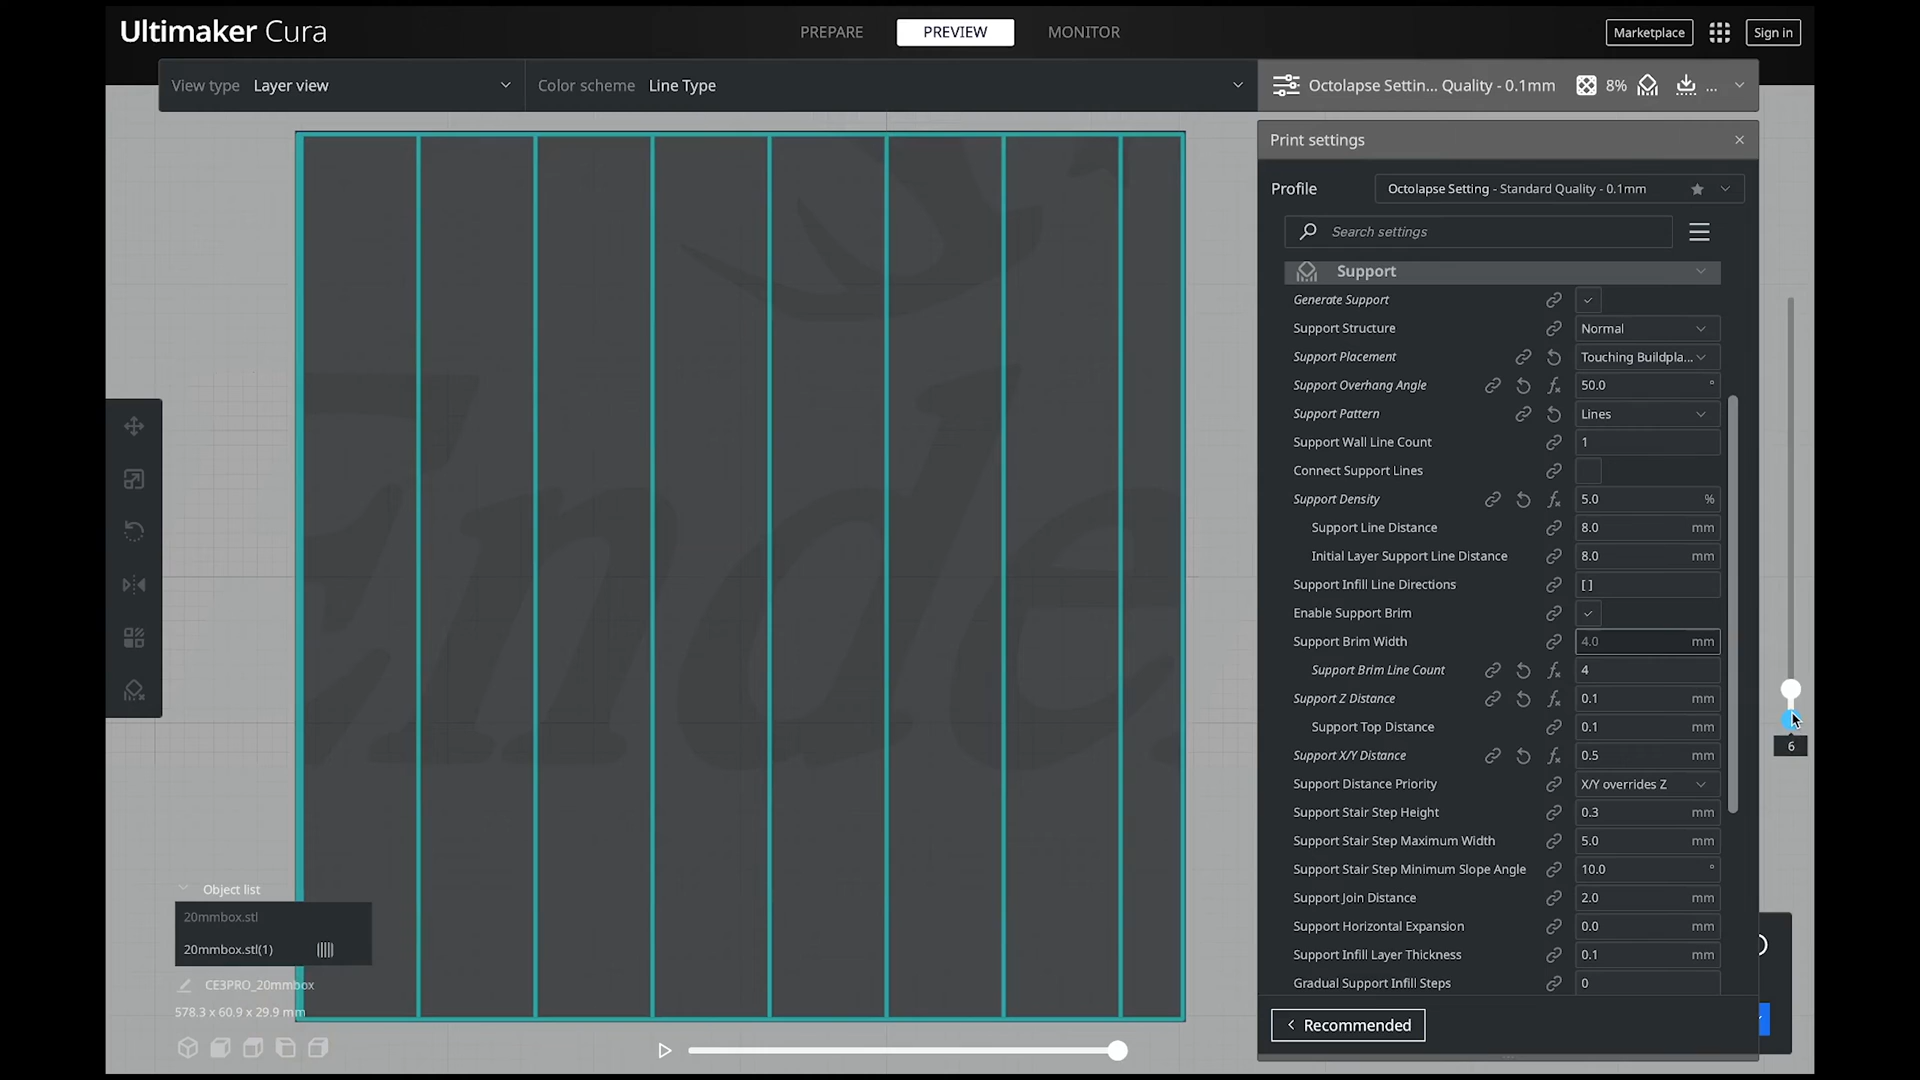 Ultimaker Cura
PREPARE
PREVIEW
MONITOR
Marketplace
Sign in
View type Layer view
Color scheme Line Type
Octolapse Settin... Quality - 0.1mm
8%
...
Print settings
Profile
Octolapse Setting - Standard Quality - 0.1mm
Search settings
Support
Generate Support
Support Structure Normal
Support Placement Touching Buildpla...
Support Overhang Angle 50.0 °
Support Pattern Lines
Support Wall Line Count 1
Connect Support Lines
Support Density 5.0 %
Support Line Distance 8.0 mm
Initial Layer Support Line Distance 8.0 mm
Support Infill Line Directions [ ]
Enable Support Brim
Support Brim Width 4.0 mm
Support Brim Line Count 4
Support Z Distance 0.1 mm
Support Top Distance 0.1 mm
Support X/Y Distance 0.5 mm
Support Distance Priority X/Y overrides Z
Support Stair Step Height 0.3 mm
Support Stair Step Maximum Width 5.0 mm
Support Stair Step Minimum Slope Angle 10.0 °
Support Join Distance 2.0 mm
Support Horizontal Expansion 0.0 mm
Support Infill Layer Thickness 0.1 mm
Gradual Support Infill Steps 0
Recommended
6
Object list
20mmbox.stl
20mmbox.stl(1)
CE3PRO_20mmbox
578.3 x 60.9 x 29.9 mm